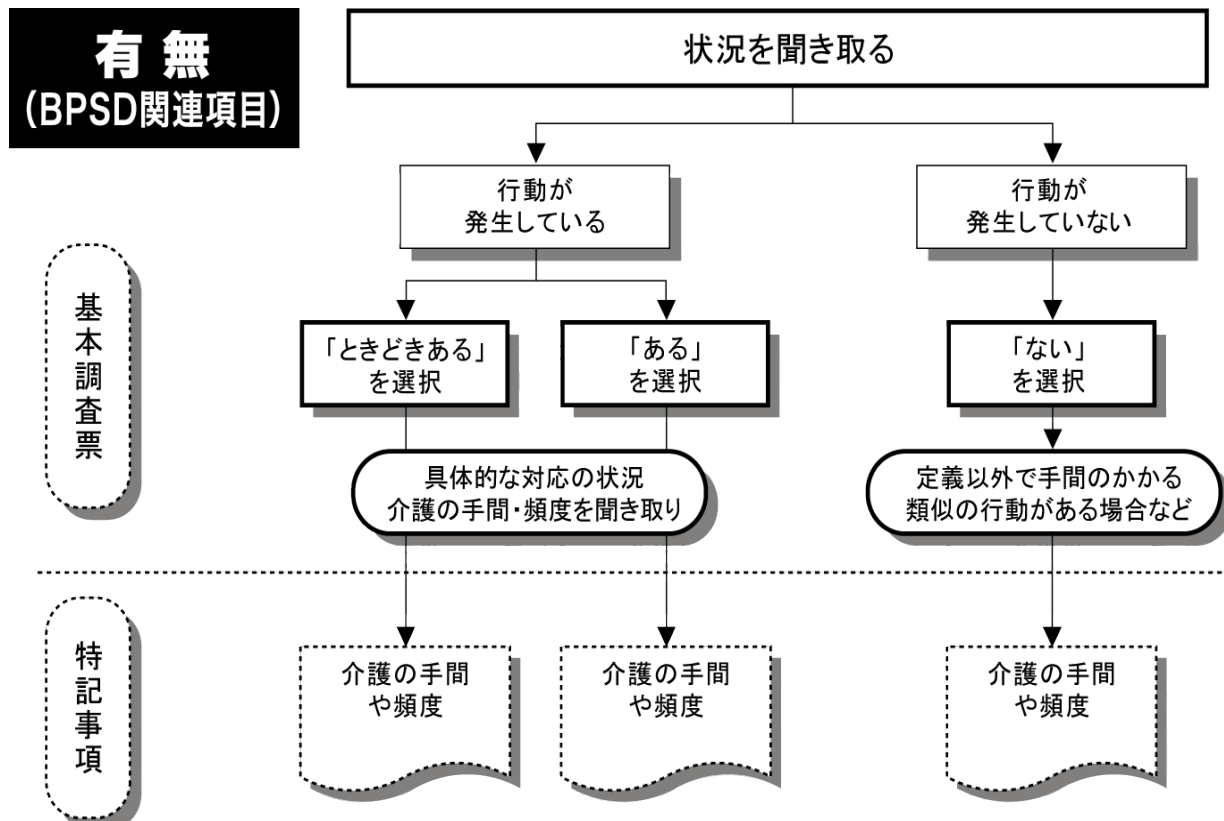 有無
(BPSD関連項目)
状況を聞き取る
行動が
発生している
行動が
発生していない
基本調査票
「ときどきある」
を選択
「ある」
を選択
「ない」
を選択
具体的な対応の状況
介護の手間・頻度を聞き取り
定義以外で手間のかかる
類似の行動がある場合など
特記事項
介護の手間
や頻度
介護の手間
や頻度
介護の手間
や頻度